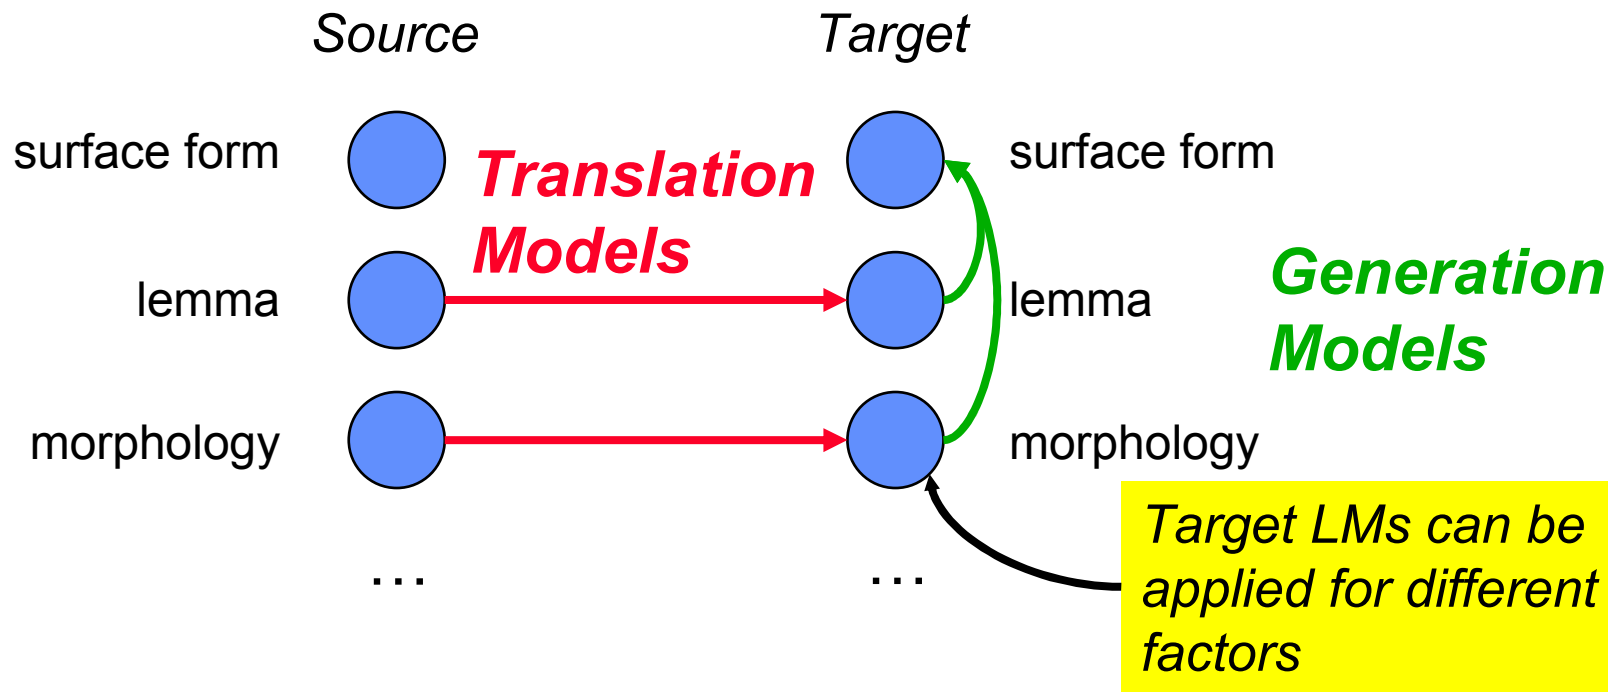 Source
Target
surface form
Translation
Models
surface form
lemma
lemma
Generation
Models
morphology
morphology
…
…
Target LMs can be
applied for different
factors